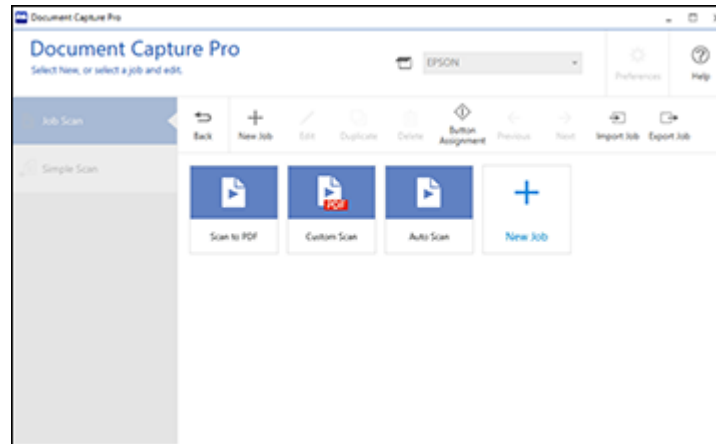 Document Capture Pro
Document Capture Pro
Select New, or select a job and edit.
EPSON
Preferences
Help
Job Scan
Simple Scan
Back
New Job
Edit
Duplicate
Delete
Button
Assignment
Previous
Next
Import Job
Export Job
Scan to PDF
PDF
Custom Scan
Auto Scan
New Job